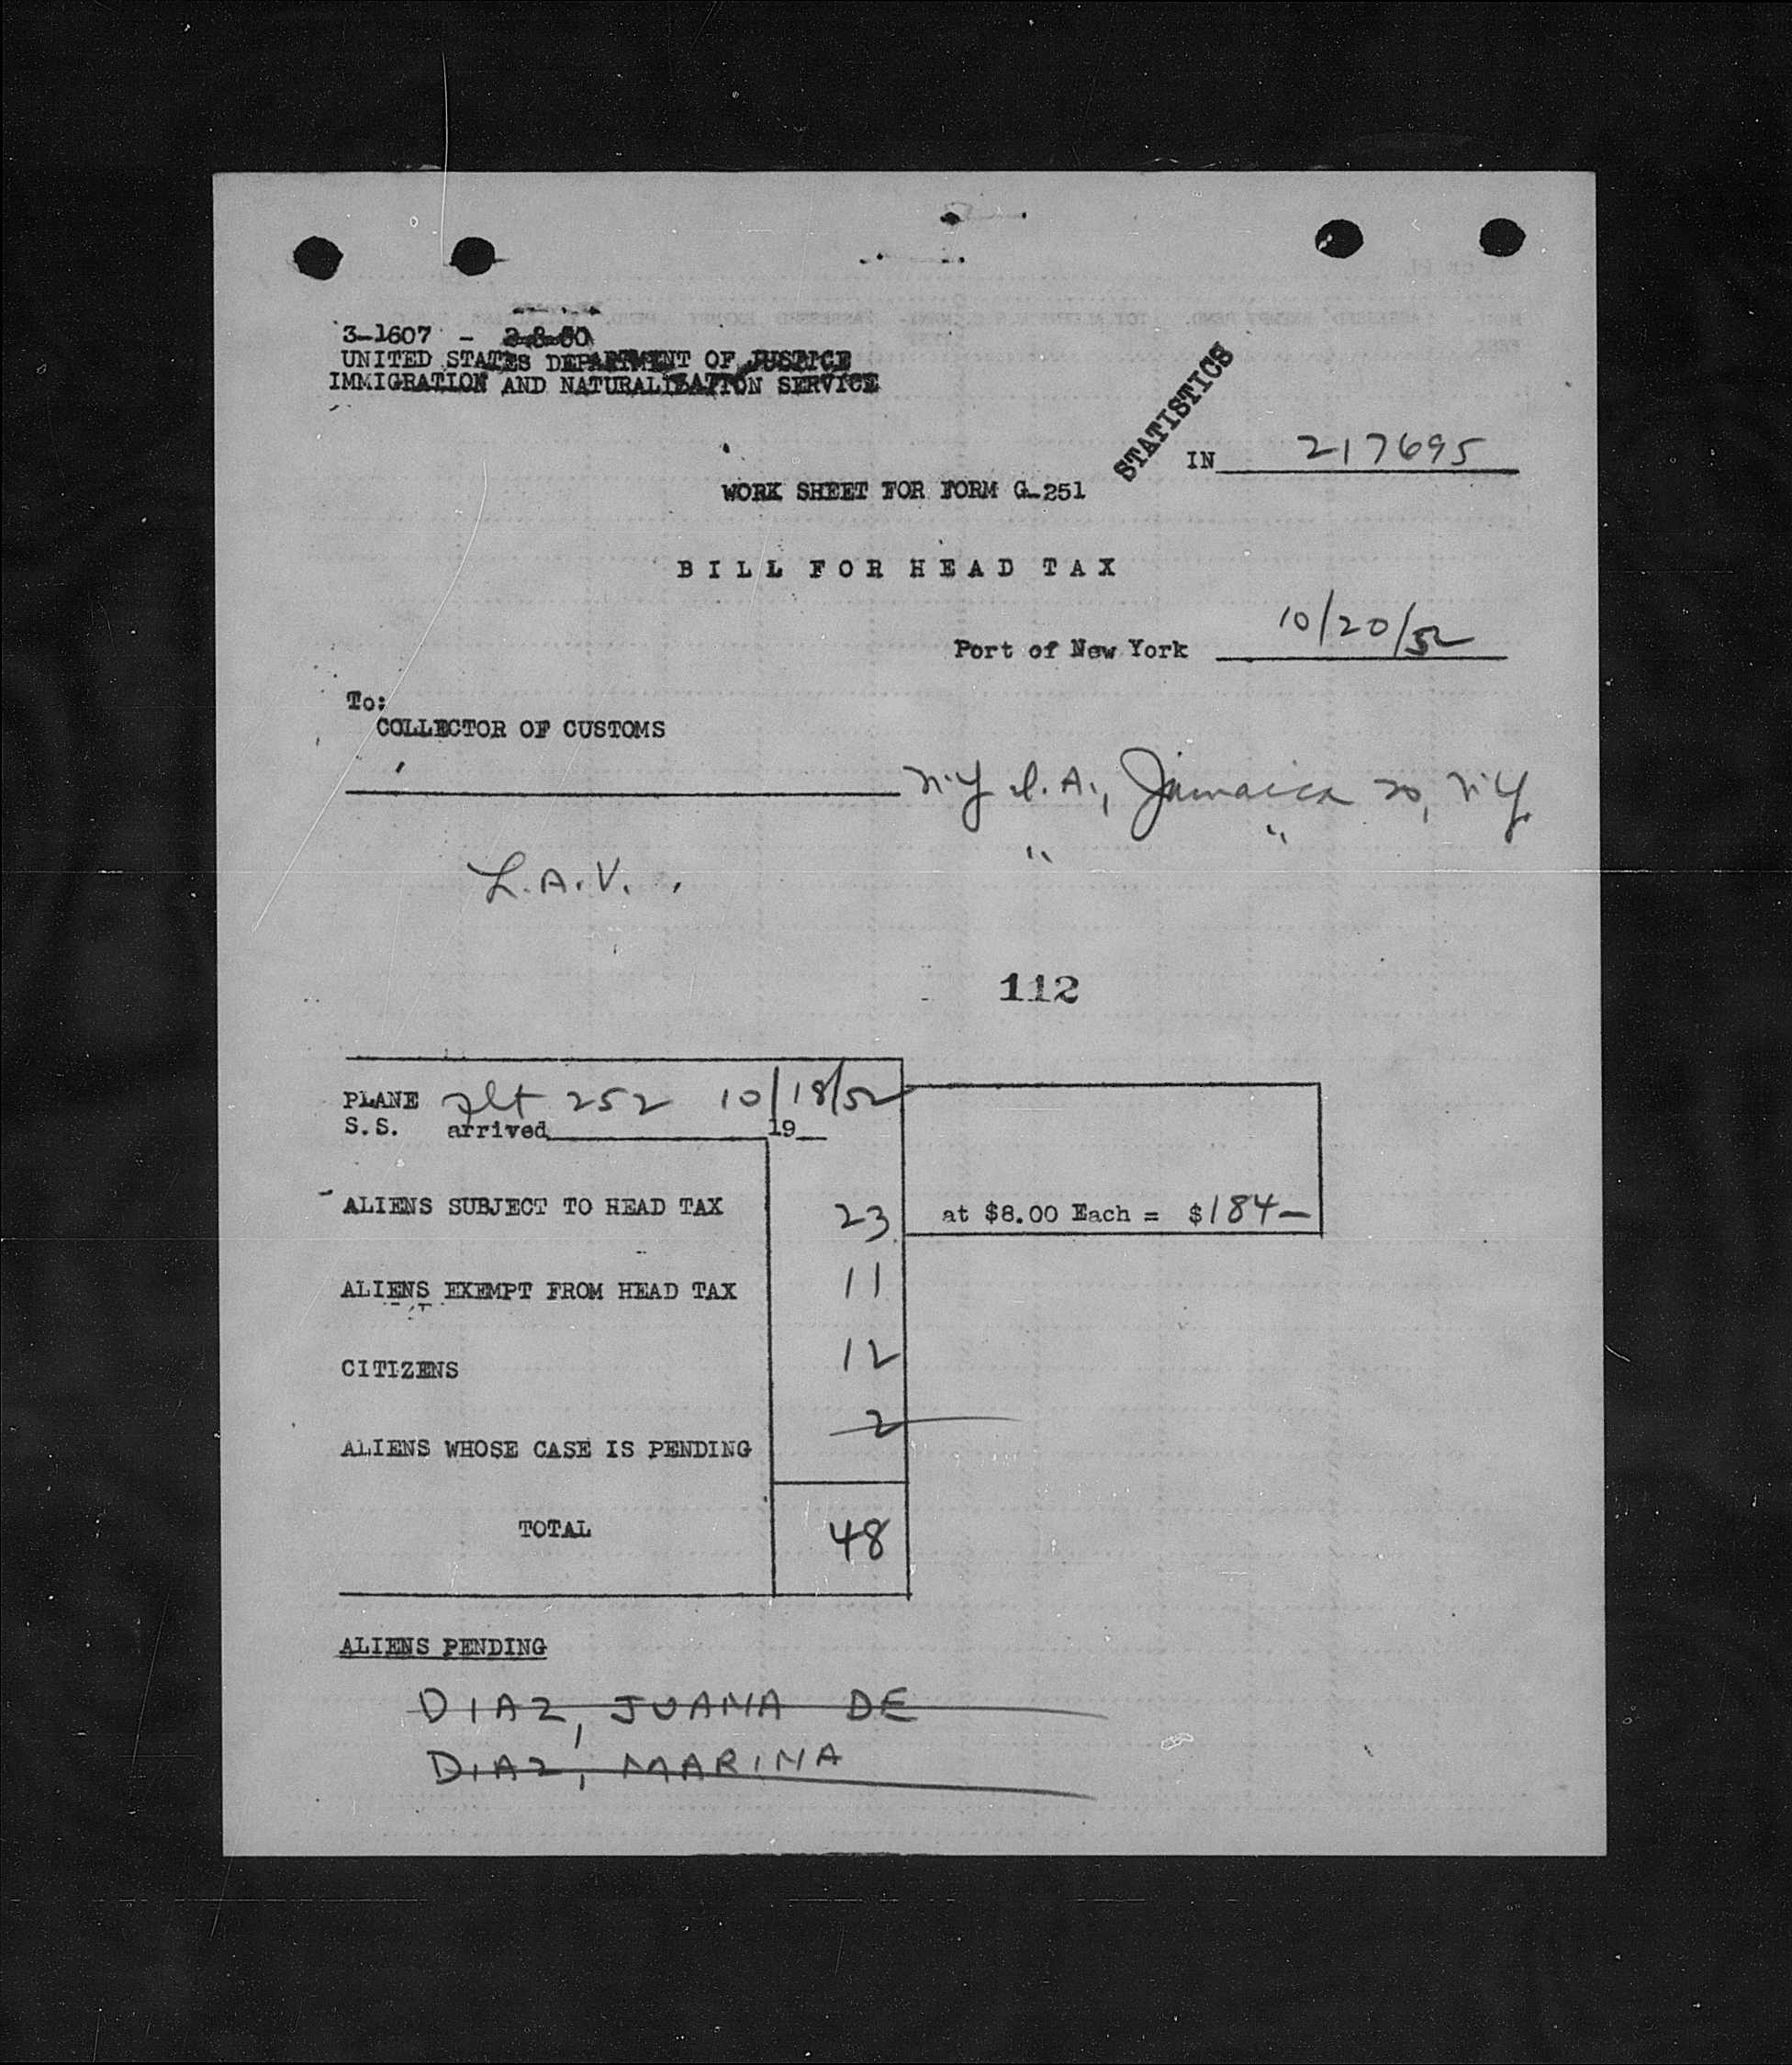 3-1607 - 2-8-50
UNITED STATES DEPARTMENT OF JUSTICE
IMMIGRATION AND NATURALIZATION SERVICE
STATISTICS
IN 217695
WORK SHEET FOR FORM G-251
BILL FOR HEAD TAX
Port of New York 10/20/52
To:
COLLECTOR OF CUSTOMS
N.Y I.A., Jamaica 20, N.Y.
" "
L.A.V.
112
PLANE flt 252 10/18/52
S.S. arrived 19
ALIENS SUBJECT TO HEAD TAX 23 at $8.00 Each = $184—
ALIENS EXEMPT FROM HEAD TAX 11
CITIZENS 12
2
ALIENS WHOSE CASE IS PENDING
TOTAL 48
ALIENS PENDING
DIAZ, JUANA DE
DIAZ, MARINA